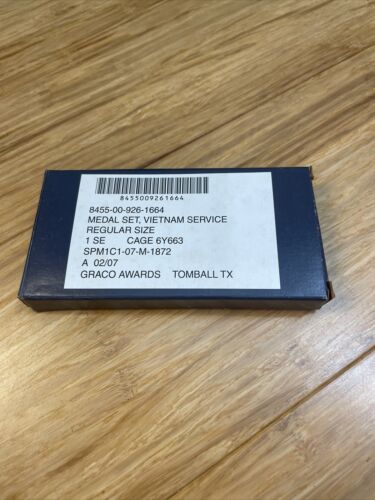 8455009261664
8455-00-926-1664
MEDAL SET, VIETNAM SERVICE
REGULAR SIZE
1 SE CAGE 6Y663
SPM1C1-07-M-1872
A 02/07
GRACO AWARDS TOMBALL TX